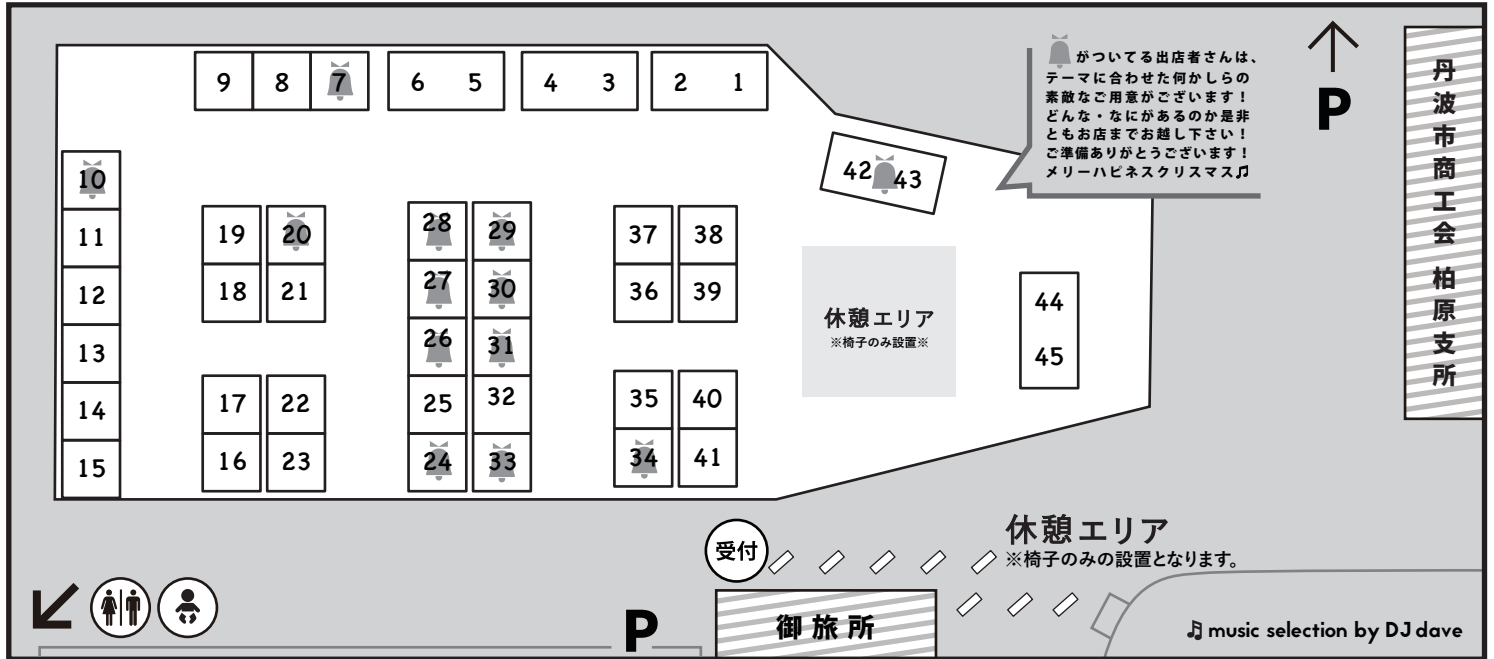 9 8 7 6 5 4 3 2 1
がついてる出店者さんは、
テーマに合わせた何かしらの
素敵なご用意がございます！
どんな・なにがあるのか是非
ともお店までお越し下さい！
ご準備ありがとうございます！
メリーハピネスクリスマス♫
P
丹波市商工会 柏原支所
42 43
10
11
12
13
14
15
19 20
18 21
17 22
16 23
28 29
27 30
26 31
25 32
24 33
37 38
36 39
35 40
34 41
休憩エリア
※椅子のみ設置※
44
45
受付
休憩エリア
※椅子のみの設置となります。
P
御旅所
♫ music selection by DJ dave